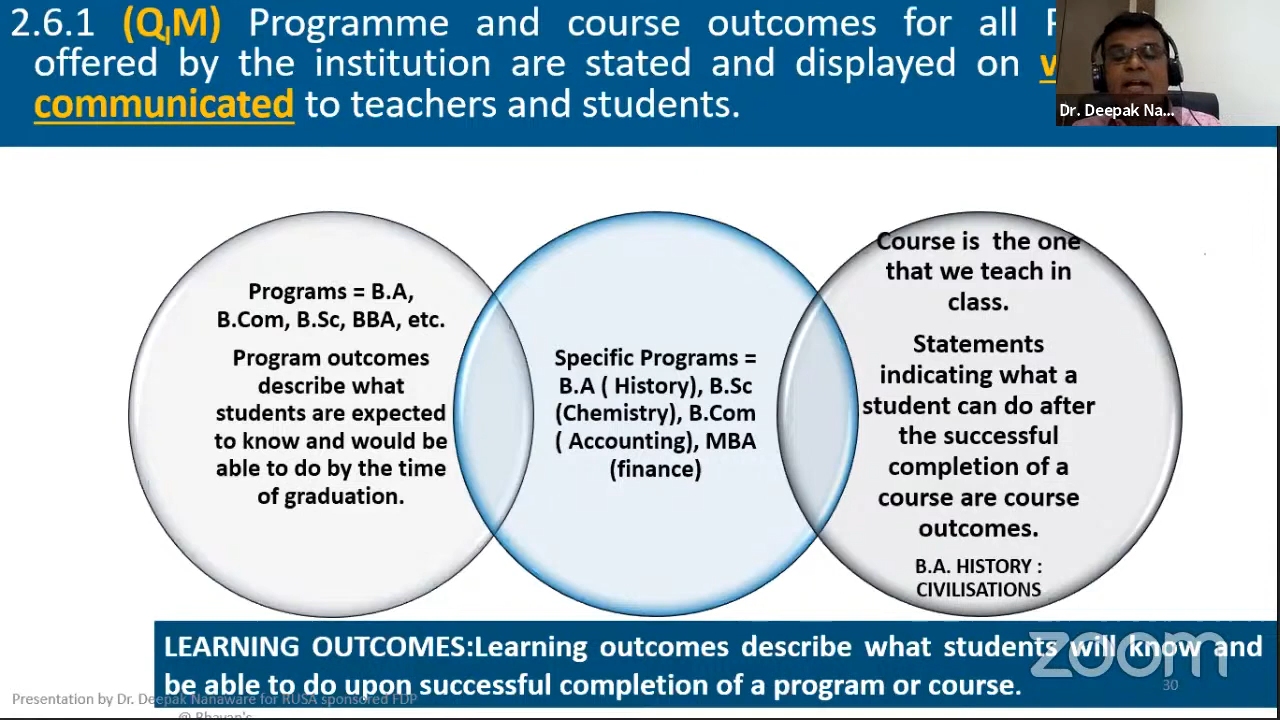 2.6.1 (QlM) Programme and course outcomes for all
offered by the institution are stated and displayed on
communicated to teachers and students.
Dr. Deepak Na...
Programs = B.A,
B.Com, B.Sc, BBA, etc.
Program outcomes
describe what
students are expected
to know and would be
able to do by the time
of graduation.
Specific Programs =
B.A ( History), B.Sc
(Chemistry), B.Com
( Accounting), MBA
(finance)
Course is the one
that we teach in
class.
Statements
indicating what a
student can do after
the successful
completion of a
course are course
outcomes.
B.A. HISTORY :
CIVILISATIONS
LEARNING OUTCOMES:Learning outcomes describe what students will know and
be able to do upon successful completion of a program or course.
zoom
30
Presentation by Dr. Deepak Nanaware for RUSA sponsored FDP
@ Bhavan's